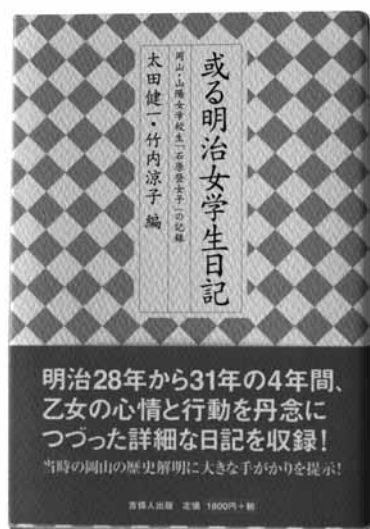 或る明治女学生日記
岡山・山陽女学校生「石原登女子」の記録
太田健一・竹内涼子 編
明治28年から31年の4年間、
乙女の心情と行動を丹念に
つづった詳細な日記を収録!
当時の岡山の歴史解明に大きな手がかりを提示!
吉備人出版 定価 1800円+税